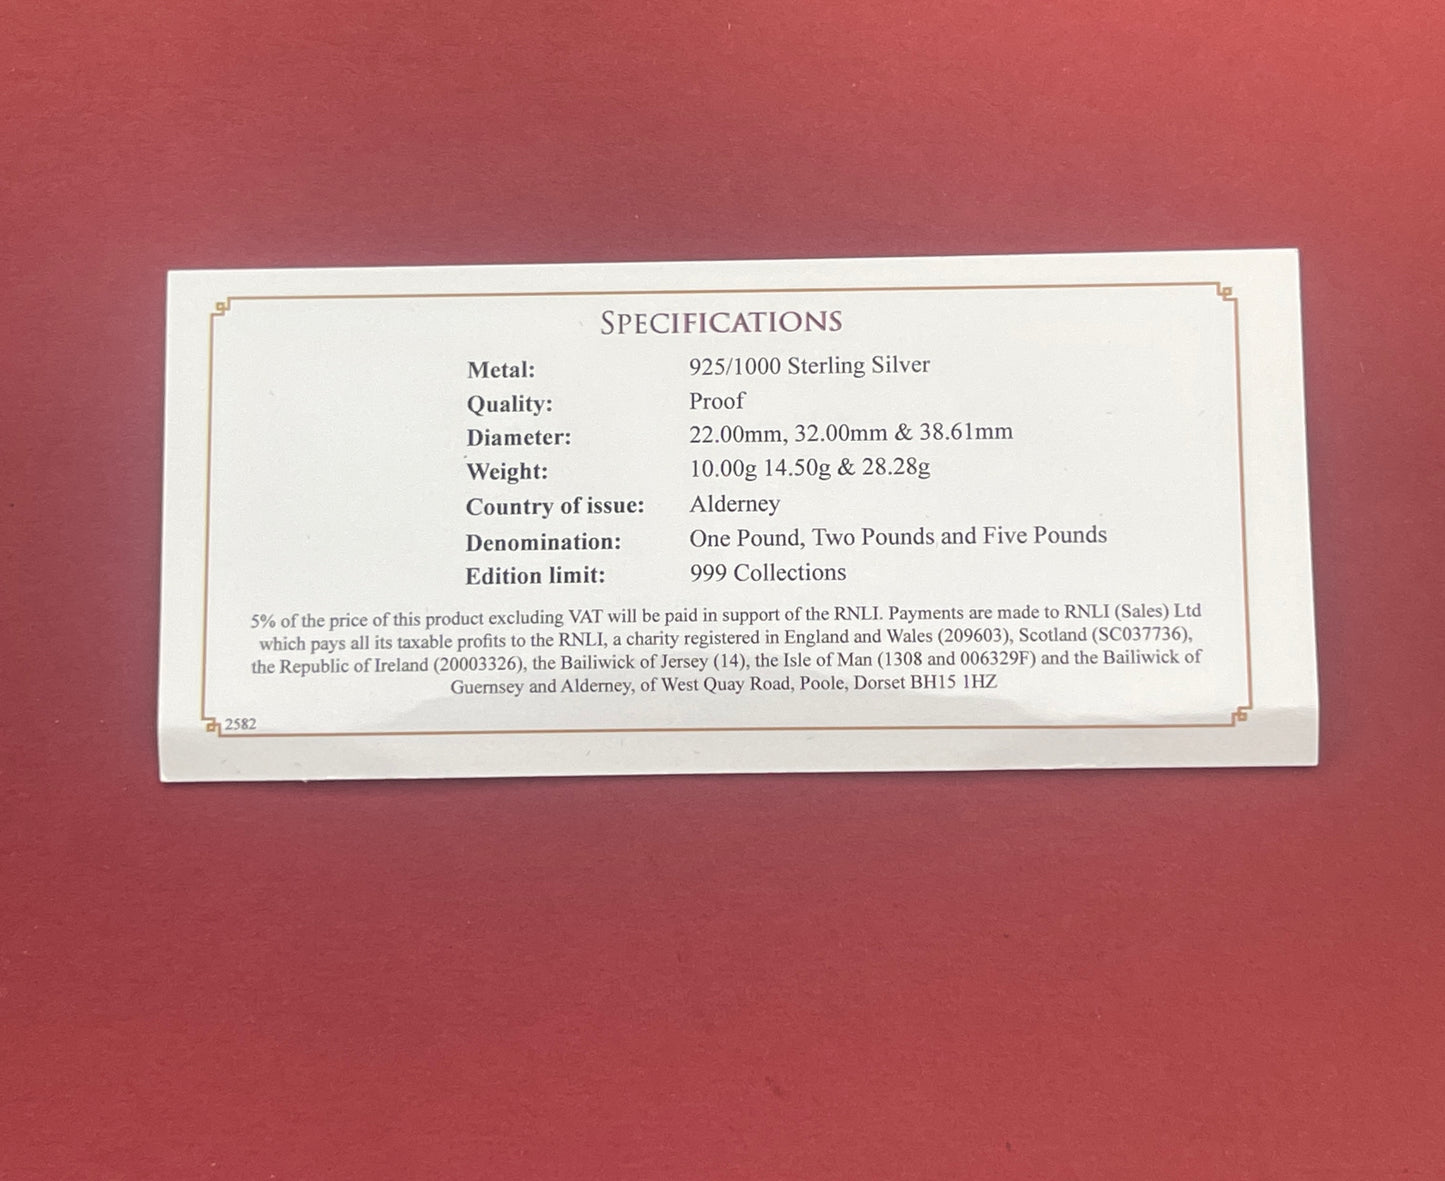 SPECIFICATIONS
Metal: 925/1000 Sterling Silver
Quality: Proof
Diameter: 22.00mm, 32.00mm & 38.61mm
Weight: 10.00g 14.50g & 28.28g
Country of issue: Alderney
Denomination: One Pound, Two Pounds and Five Pounds
Edition limit: 999 Collections
5% of the price of this product excluding VAT will be paid in support of the RNLI. Payments are made to RNLI (Sales) Ltd
which pays all its taxable profits to the RNLI, a charity registered in England and Wales (209603), Scotland (SC037736),
the Republic of Ireland (20003326), the Bailiwick of Jersey (14), the Isle of Man (1308 and 006329F) and the Bailiwick of
Guernsey and Alderney, of West Quay Road, Poole, Dorset BH15 1HZ
2582